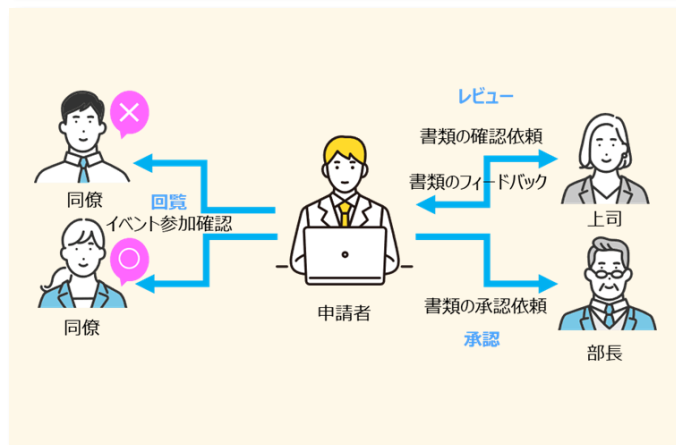 レビュー
書類の確認依頼
書類のフィードバック
上司
同僚
回覧
イベント参加確認
同僚
申請者
書類の承認依頼
承認
部長